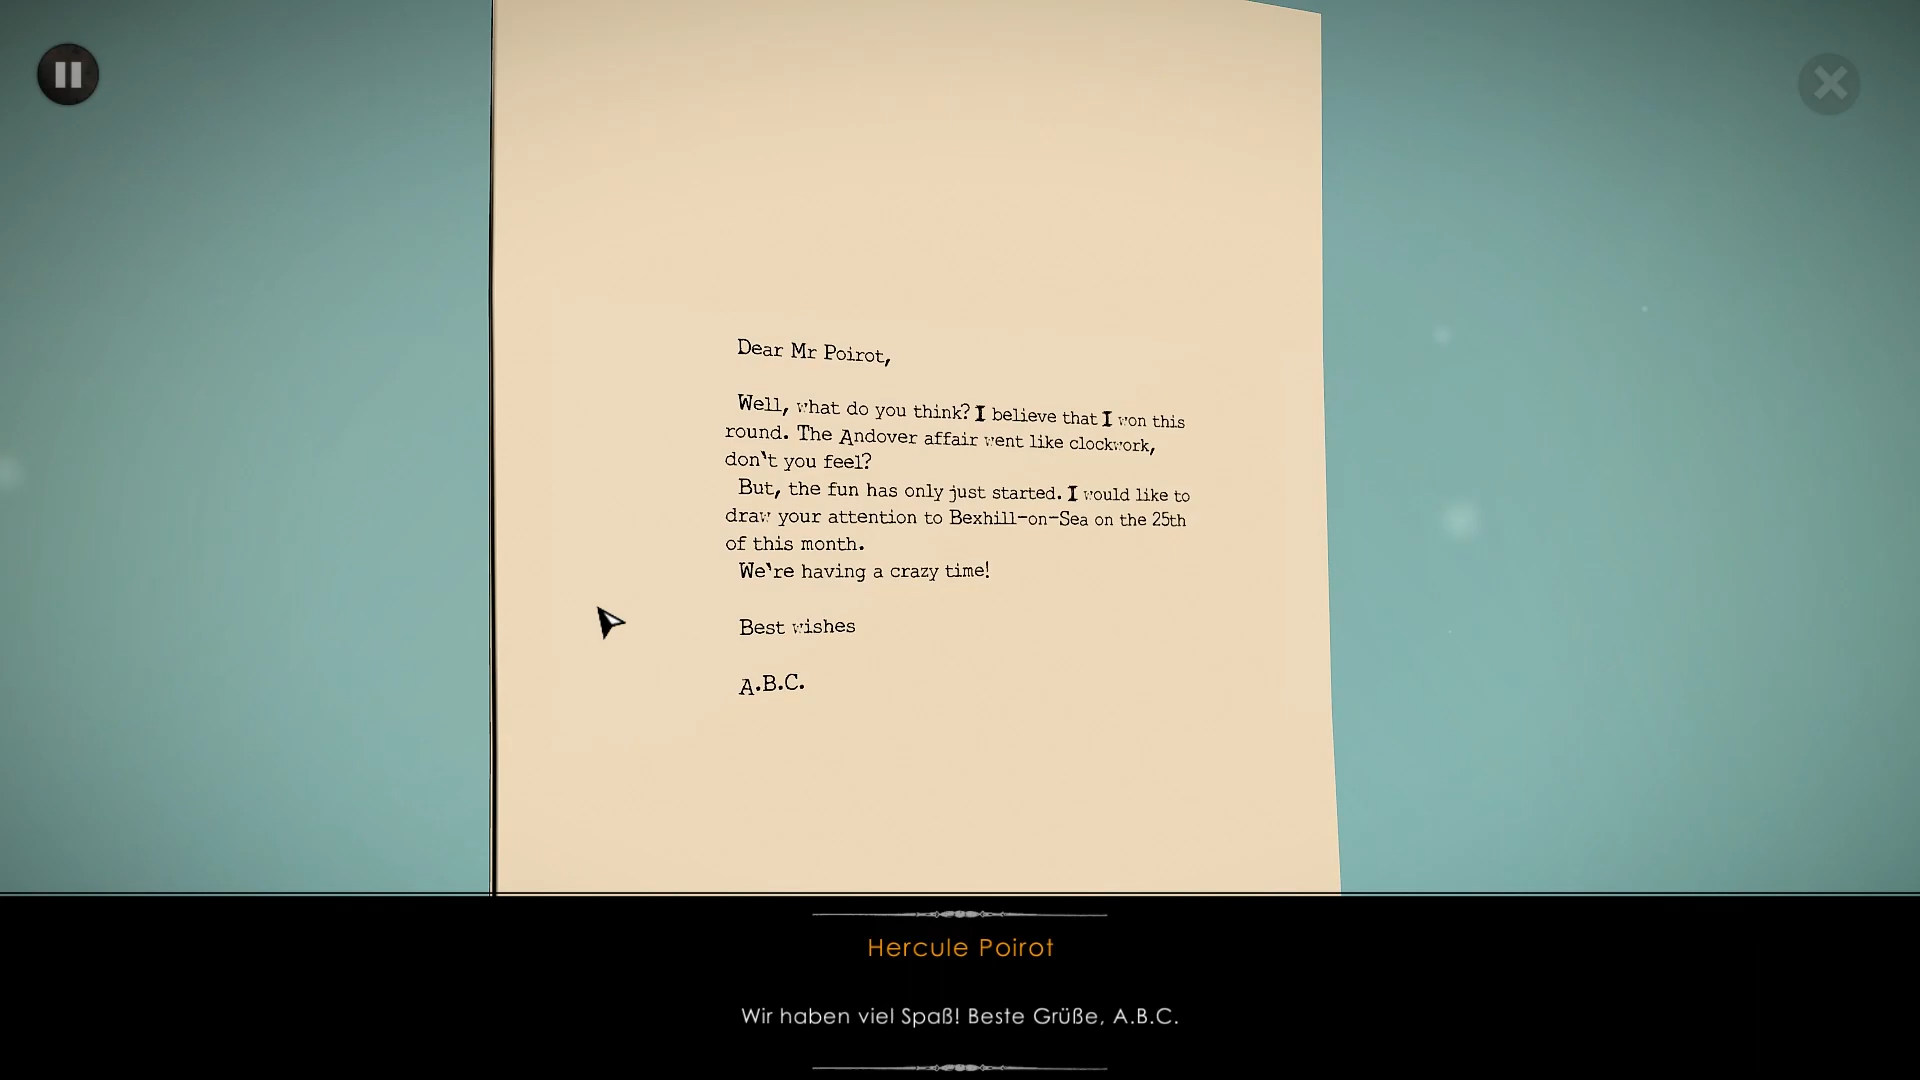 Dear Mr Poirot,
Well, what do you think? I believe that I won this
round. The Andover affair went like clockwork,
don't you feel?
But, the fun has only just started. I would like to
draw your attention to Bexhill-on-Sea on the 25th
of this month.
We're having a crazy time!
Best wishes
A.B.C.
Hercule Poirot
Wir haben viel Spaß! Beste Grüße, A.B.C.